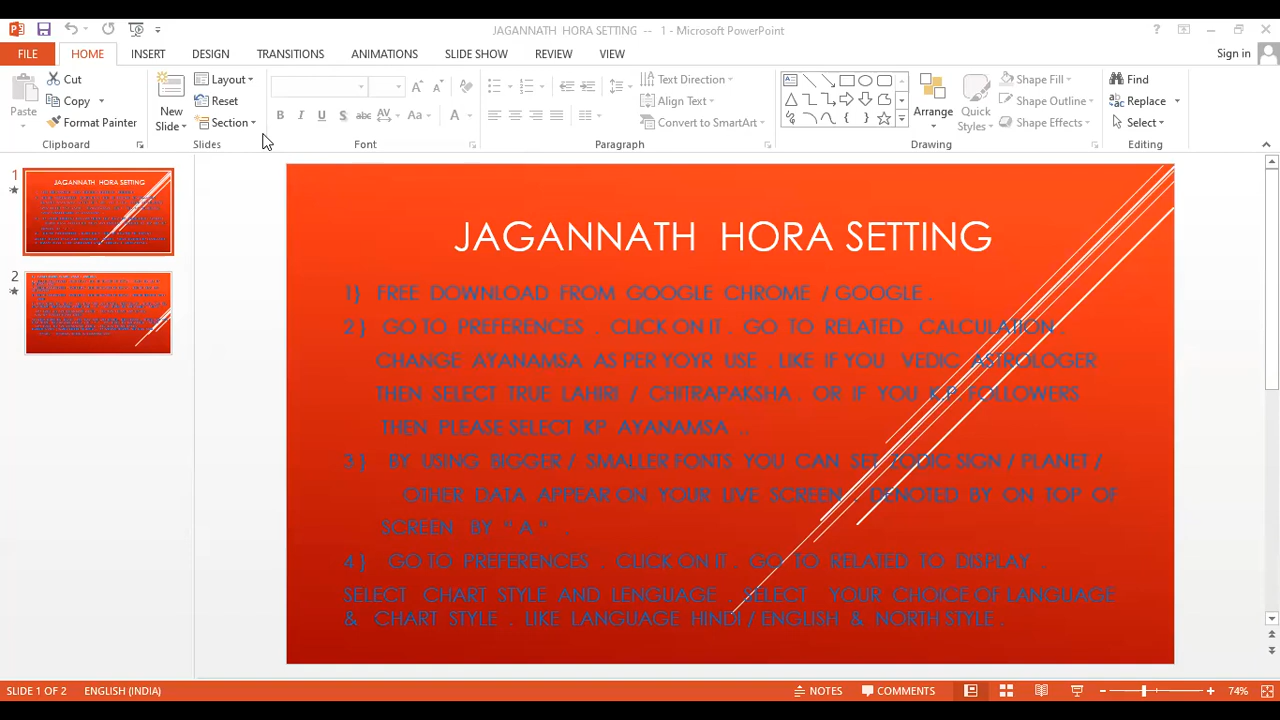 JAGANNATH HORA SETTING -- 1 - Microsoft PowerPoint
FILE HOME INSERT DESIGN TRANSITIONS ANIMATIONS SLIDE SHOW REVIEW VIEW Sign in
Cut
Copy
Format Painter
Paste
Clipboard
New
Slide
Layout
Reset
Section
Slides
Font
Text Direction
Align Text
Convert to SmartArt
Paragraph
Arrange
Quick
Styles
Shape Fill
Shape Outline
Shape Effects
Drawing
Find
Replace
Select
Editing
1
JAGANNATH HORA SETTING
2
JAGANNATH HORA SETTING
1) FREE DOWNLOAD FROM GOOGLE CHROME / GOOGLE .
2 ) GO TO PREFERENCES . CLICK ON IT . GO TO RELATED CALCULATION .
CHANGE AYANAMSA AS PER YOYR USE . LIKE IF YOU VEDIC ASTROLOGER
THEN SELECT TRUE LAHIRI / CHITRAPAKSHA . OR IF YOU K.P. FOLLOWERS
THEN PLEASE SELECT KP AYANAMSA ..
3 ) BY USING BIGGER / SMALLER FONTS YOU CAN SET ZODIC SIGN / PLANET /
OTHER DATA APPEAR ON YOUR LIVE SCREEN . DENOTED BY ON TOP OF
SCREEN BY " A " .
4 ) GO TO PREFERENCES . CLICK ON IT . GO TO RELATED TO DISPLAY .
SELECT CHART STYLE AND LENGUAGE . SELECT YOUR CHOICE OF LANGUAGE
& CHART STYLE . LIKE LANGUAGE HINDI / ENGLISH & NORTH STYLE .
SLIDE 1 OF 2 ENGLISH (INDIA) NOTES COMMENTS 74%